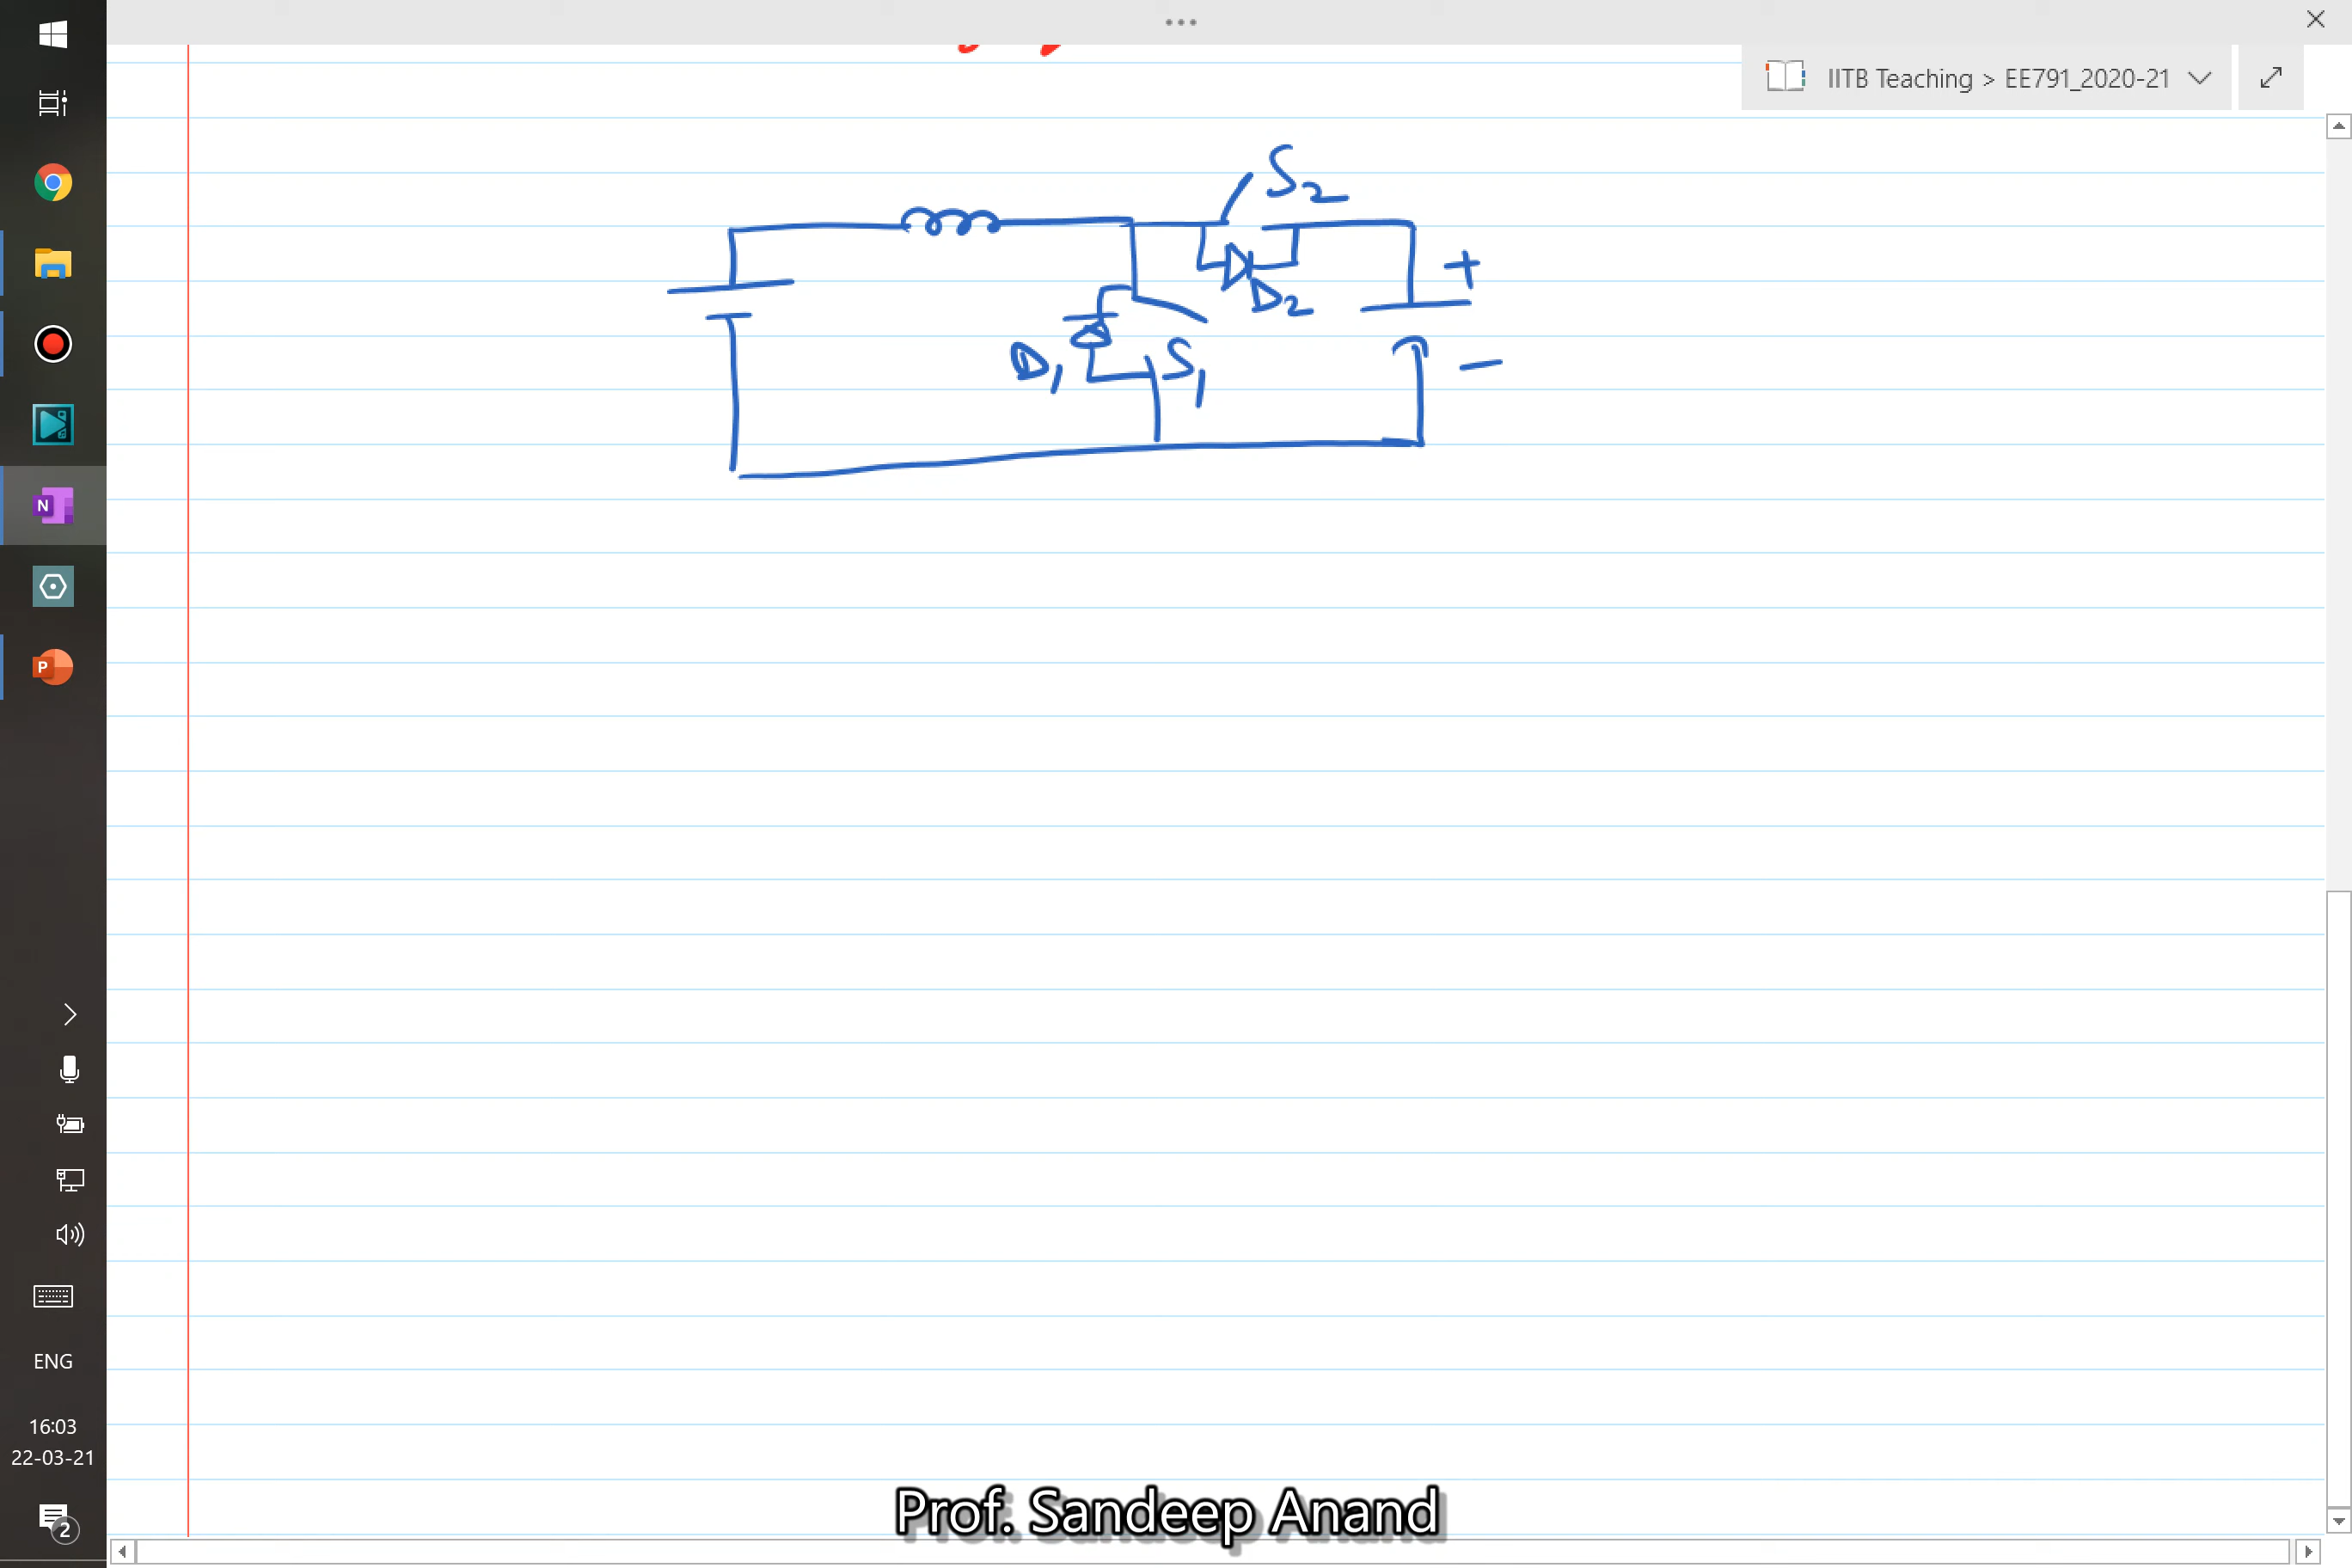 IITB Teaching > EE791_2020-21
S2
+
D2
D1
S1
−
N
P
ENG
16:03
22-03-21
2
Prof. Sandeep Anand